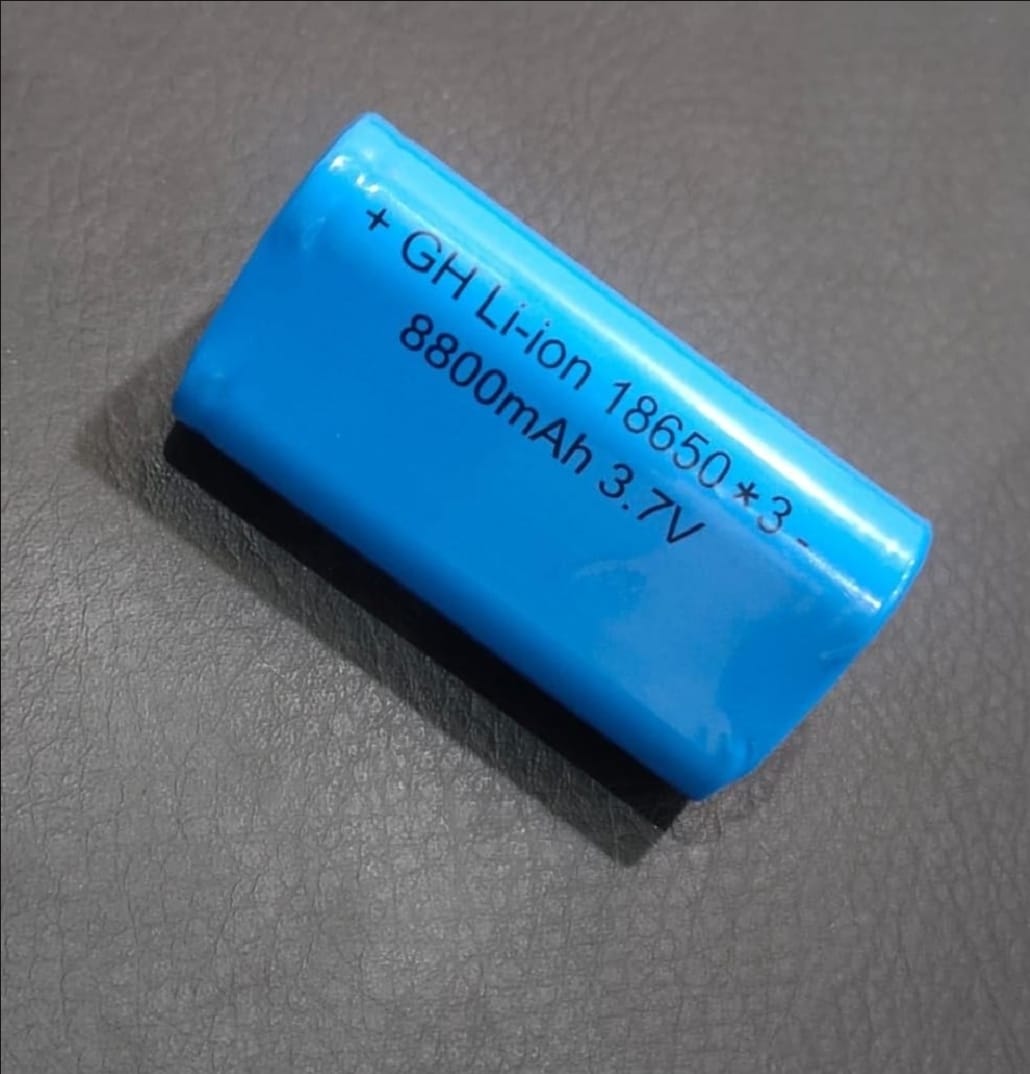 + GH Li-ion 18650*3 -
8800mAh 3.7V